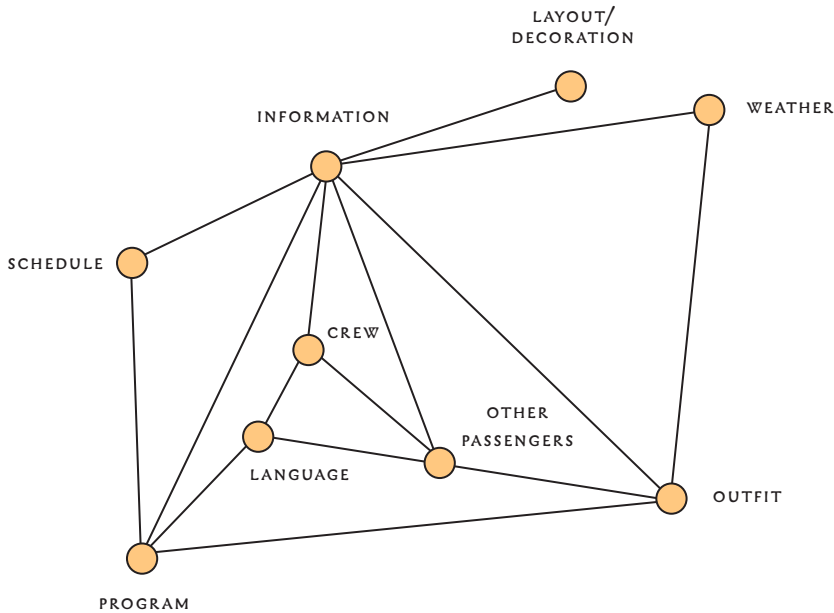 LAYOUT/
DECORATION
WEATHER
INFORMATION
SCHEDULE
CREW
OTHER
PASSENGERS
LANGUAGE
OUTFIT
PROGRAM